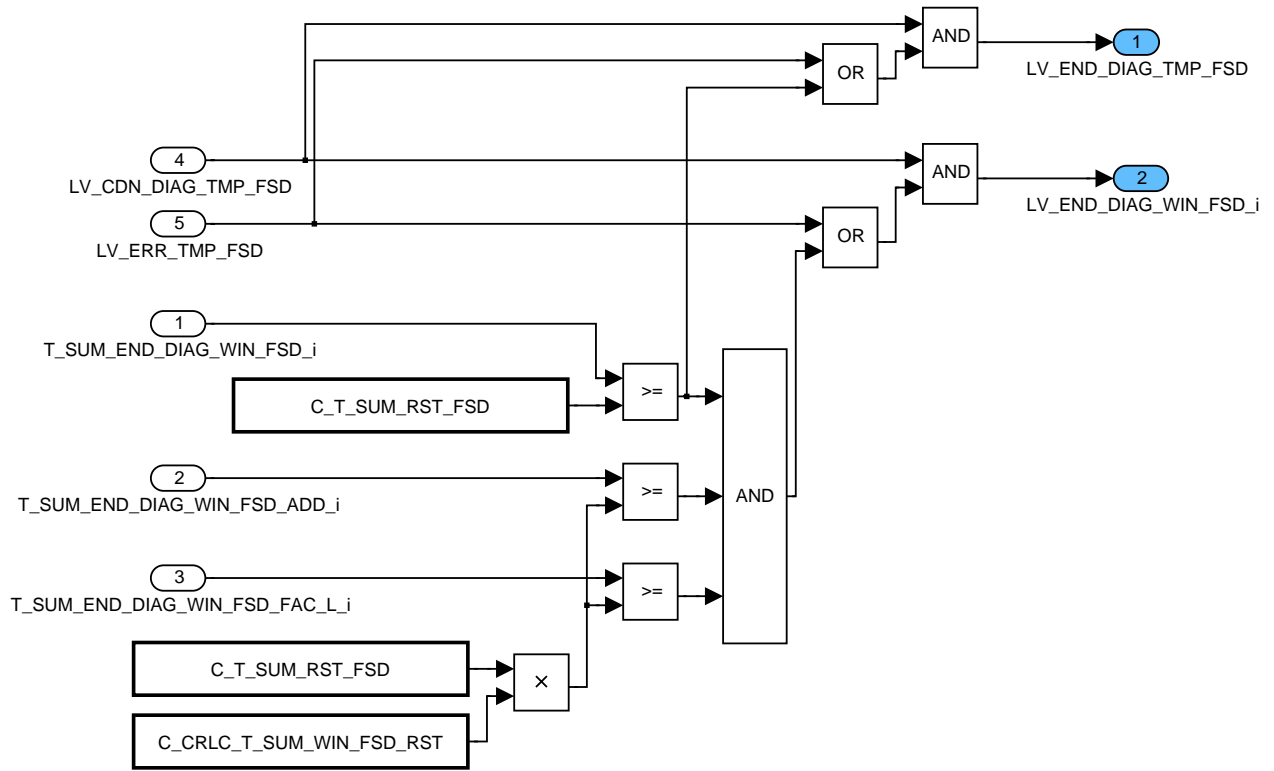 AND
1
LV_END_DIAG_TMP_FSD
OR
4
LV_CDN_DIAG_TMP_FSD
AND
2
LV_END_DIAG_WIN_FSD_i
5
LV_ERR_TMP_FSD
OR
1
T_SUM_END_DIAG_WIN_FSD_i
>=
C_T_SUM_RST_FSD
2
T_SUM_END_DIAG_WIN_FSD_ADD_i
>=
AND
3
T_SUM_END_DIAG_WIN_FSD_FAC_L_i
>=
C_T_SUM_RST_FSD
×
C_CRLC_T_SUM_WIN_FSD_RST